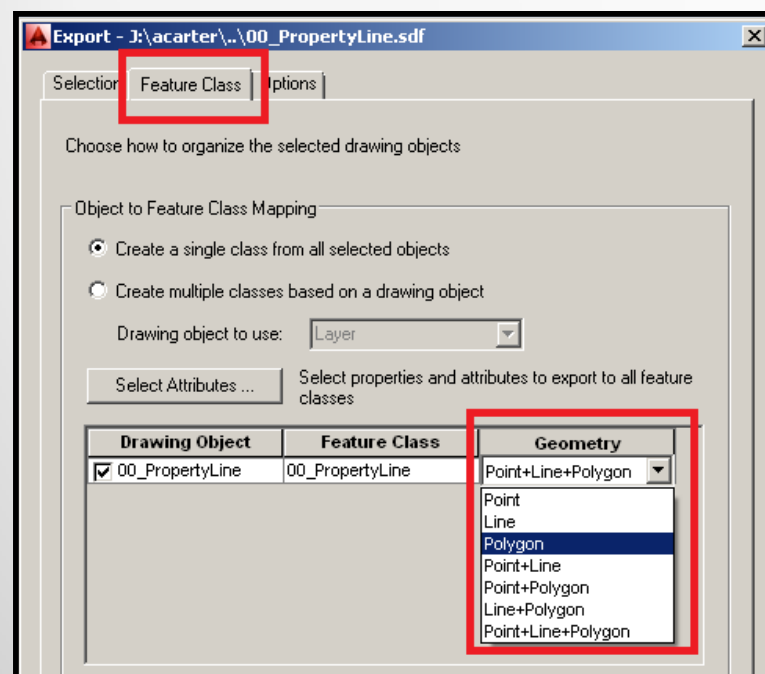 Export - J:\acarter\..\00_PropertyLine.sdf
Selection Feature Class Options
Choose how to organize the selected drawing objects
Object to Feature Class Mapping
Create a single class from all selected objects
Create multiple classes based on a drawing object
Drawing object to use: Layer
Select Attributes ... Select properties and attributes to export to all feature
classes
Drawing Object Feature Class Geometry
00_PropertyLine 00_PropertyLine Point+Line+Polygon
Point
Line
Polygon
Point+Line
Point+Polygon
Line+Polygon
Point+Line+Polygon